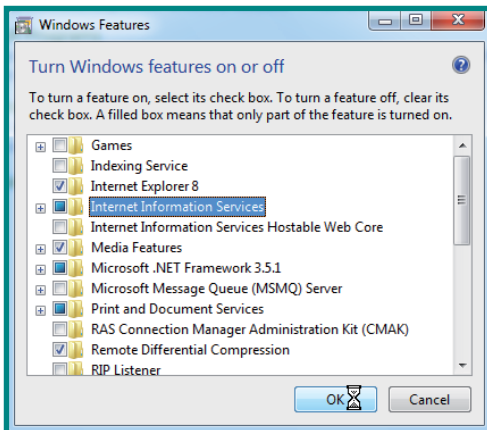 Windows Features
Turn Windows features on or off
To turn a feature on, select its check box. To turn a feature off, clear its
check box. A filled box means that only part of the feature is turned on.
Games
Indexing Service
Internet Explorer 8
Internet Information Services
Internet Information Services Hostable Web Core
Media Features
Microsoft .NET Framework 3.5.1
Microsoft Message Queue (MSMQ) Server
Print and Document Services
RAS Connection Manager Administration Kit (CMAK)
Remote Differential Compression
RIP Listener
OK Cancel